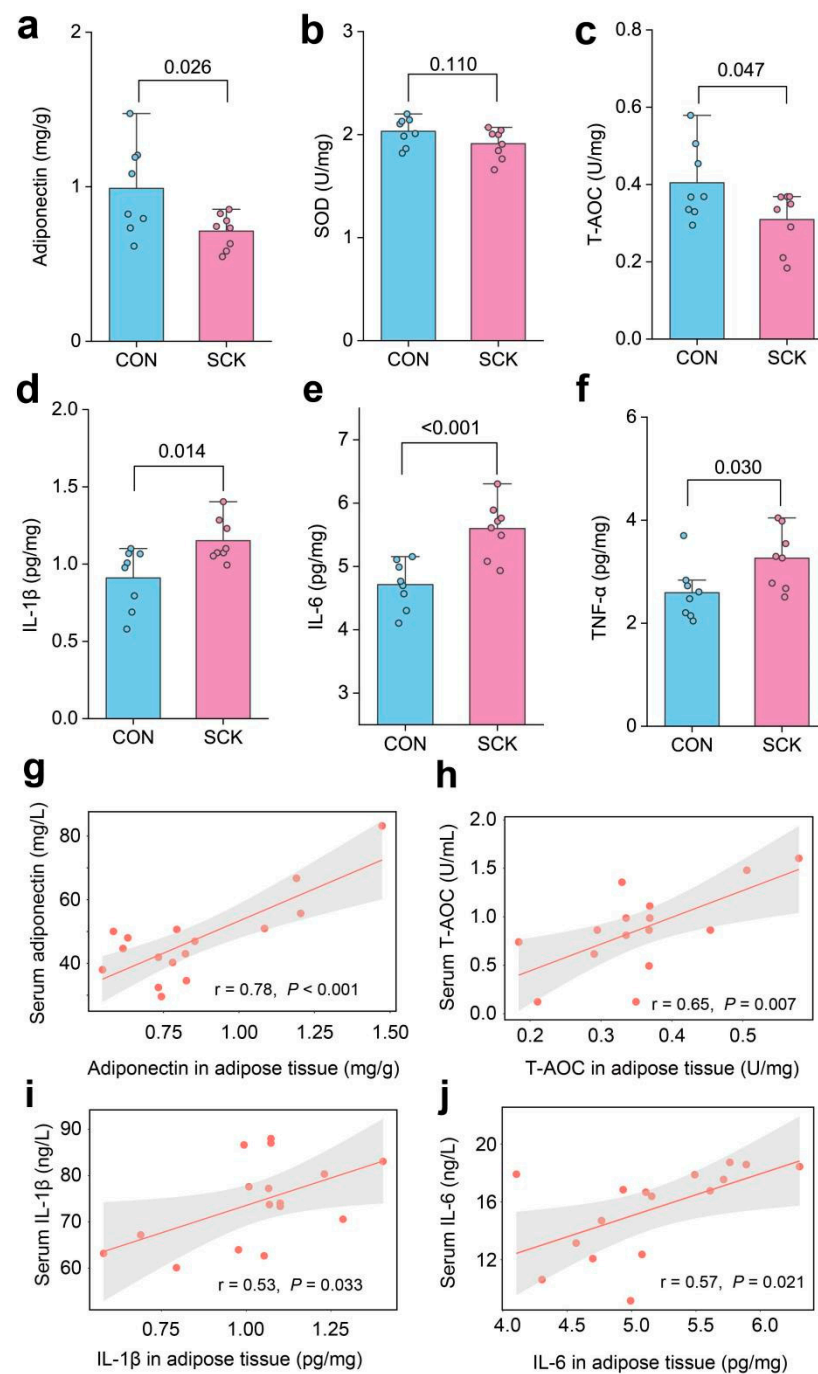 a
Adiponectin (mg/g)
2
1
0
0.026
CON SCK
b
SOD (U/mg)
3
2
1
0
0.110
CON SCK
c
T-AOC (U/mg)
0.8
0.6
0.4
0.2
0.0
0.047
CON SCK
d
IL-1β (pg/mg)
2.0
1.5
1.0
0.5
0.0
0.014
CON SCK
e
IL-6 (pg/mg)
7
6
5
4
3
<0.001
CON SCK
f
TNF-α (pg/mg)
6
4
2
0
0.030
CON SCK
g
Serum adiponectin (mg/L)
80
60
40
r = 0.78, P < 0.001
0.75 1.00 1.25 1.50
Adiponectin in adipose tissue (mg/g)
h
Serum T-AOC (U/mL)
2.0
1.5
1.0
0.5
0.0
r = 0.65, P = 0.007
0.2 0.3 0.4 0.5
T-AOC in adipose tissue (U/mg)
i
Serum IL-1β (ng/L)
90
80
70
60
r = 0.53, P = 0.033
0.75 1.00 1.25
IL-1β in adipose tissue (pg/mg)
j
Serum IL-6 (ng/L)
20
16
12
r = 0.57, P = 0.021
4.0 4.5 5.0 5.5 6.0
IL-6 in adipose tissue (pg/mg)